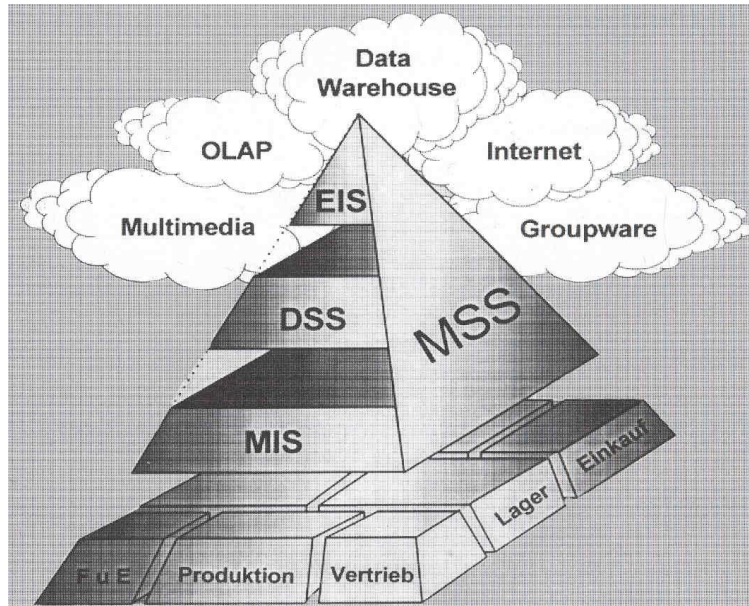 Data
Warehouse
OLAP
Internet
Multimedia
Groupware
EIS
DSS
MSS
MIS
Einkauf
Lager
F u E
Produktion
Vertrieb